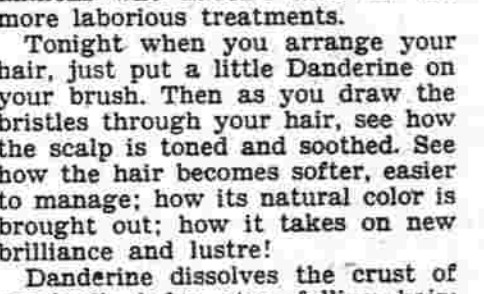 more laborious treatments.
Tonight when you arrange your
hair, just put a little Danderine on
your brush. Then as you draw the
bristles through your hair, see how
the scalp is toned and soothed. See
how the hair becomes softer, easier
to manage; how its natural color is
brought out; how it takes on new
brilliance and lustre!
Danderine dissolves the crust of